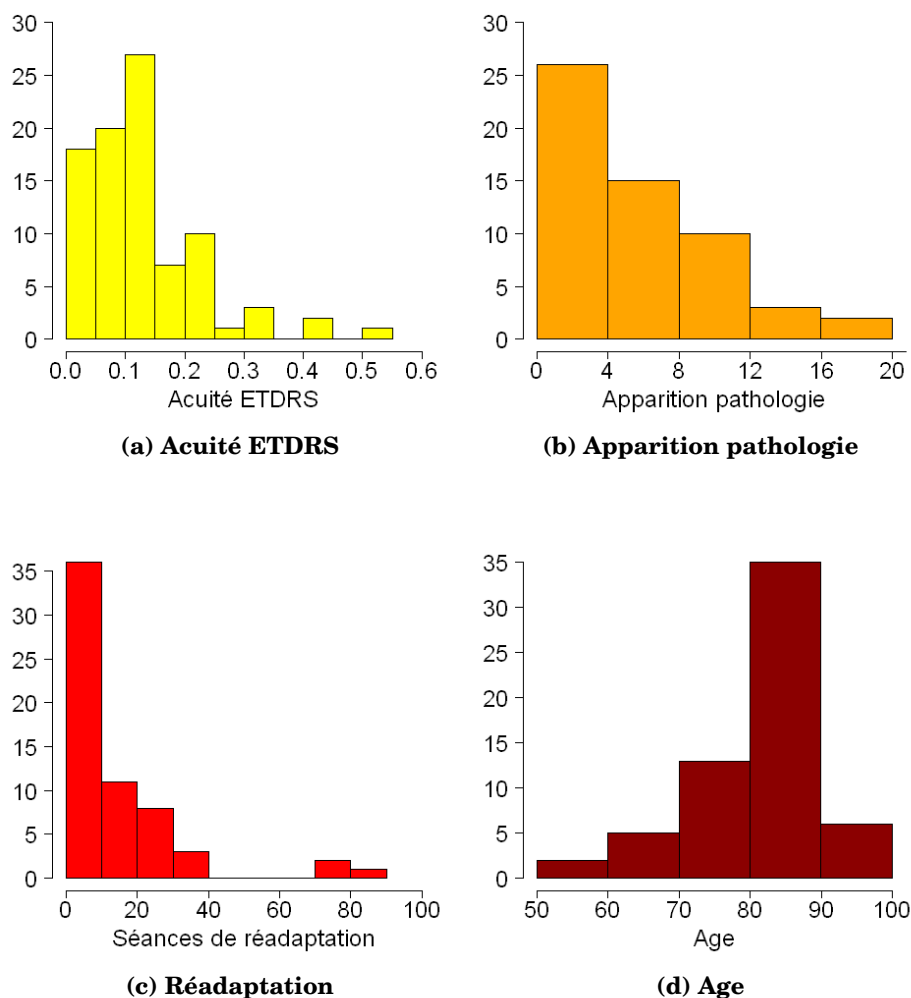 30
25
20
15
10
5
0
0.0 0.1 0.2 0.3 0.4 0.5 0.6
Acuité ETDRS
(a) Acuité ETDRS
30
25
20
15
10
5
0
0 4 8 12 16 20
Apparition pathologie
(b) Apparition pathologie
35
30
25
20
15
10
5
0
0 20 40 60 80 100
Séances de réadaptation
(c) Réadaptation
35
30
25
20
15
10
5
0
50 60 70 80 90 100
Age
(d) Age